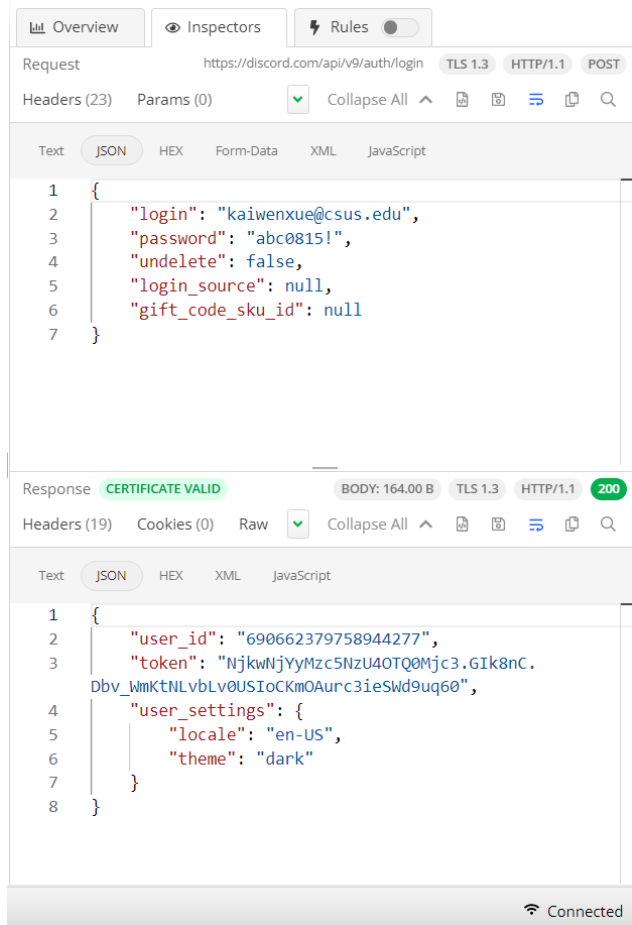 Overview Inspectors Rules
Request https://discord.com/api/v9/auth/login TLS 1.3 HTTP/1.1 POST
Headers (23) Params (0) Collapse All
Text JSON HEX Form-Data XML JavaScript
1 {
2 "login": "kaiwenxue@csus.edu",
3 "password": "abc0815!",
4 "undelete": false,
5 "login_source": null,
6 "gift_code_sku_id": null
7 }
Response CERTIFICATE VALID BODY: 164.00 B TLS 1.3 HTTP/1.1 200
Headers (19) Cookies (0) Raw Collapse All
Text JSON HEX XML JavaScript
1 {
2 "user_id": "690662379758944277",
3 "token": "NjkwNjYyMzc5NzU4OTQ0Mjc3.GIk8nC.
Dbv_WmKtNLvbLv0USIoCKmOAurc3ieSWd9uq60",
4 "user_settings": {
5 "locale": "en-US",
6 "theme": "dark"
7 }
8 }
Connected